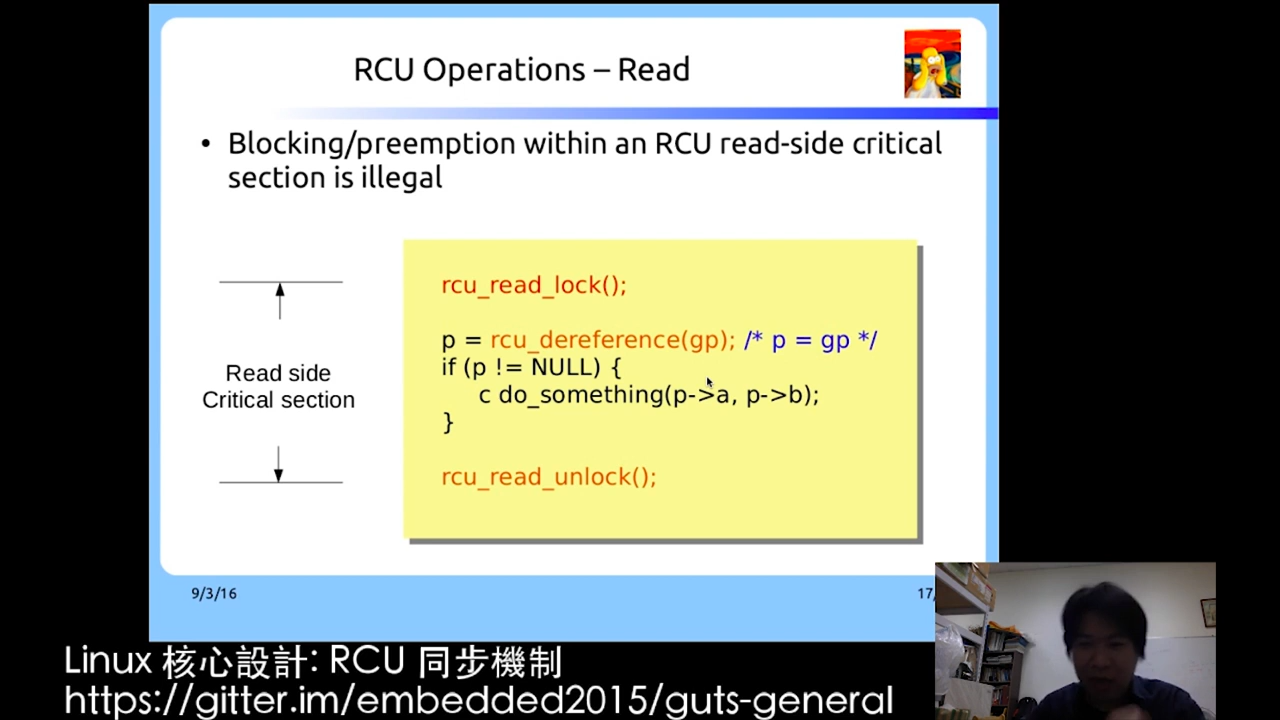 RCU Operations – Read
• Blocking/preemption within an RCU read-side critical
section is illegal
Read side
Critical section
rcu_read_lock();
p = rcu_dereference(gp); /* p = gp */
if (p != NULL) {
c do_something(p->a, p->b);
}
rcu_read_unlock();
9/3/16
17/
Linux 核心設計: RCU 同步機制
https://gitter.im/embedded2015/guts-general